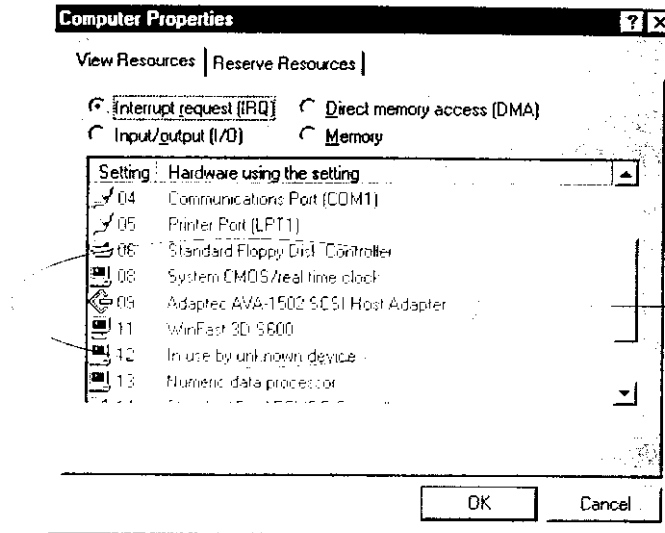 Computer Properties
View Resources
Reserve Resources
Interrupt request (IRQ)
Direct memory access (DMA)
Input/output (I/O)
Memory
Setting Hardware using the setting
04 Communications Port (COM1)
05 Printer Port (LPT1)
06 Standard Floppy Disk Controller
08 System CMOS/real time clock
09 Adaptec AVA-1502 SCSI Host Adapter
11 WinFast 3D S600
12 In use by unknown device
13 Numeric data processor
OK
Cancel